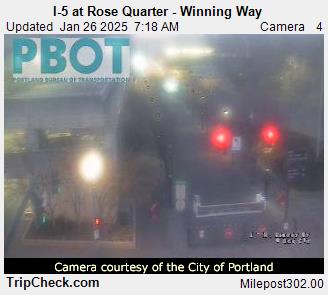 I-5 at Rose Quarter - Winning Way
Updated Jan 26 2025 7:18 AM Camera 4
PBOT
PORTLAND BUREAU OF TRANSPORTATION
Camera courtesy of the City of Portland
TripCheck.com Milepost302.00